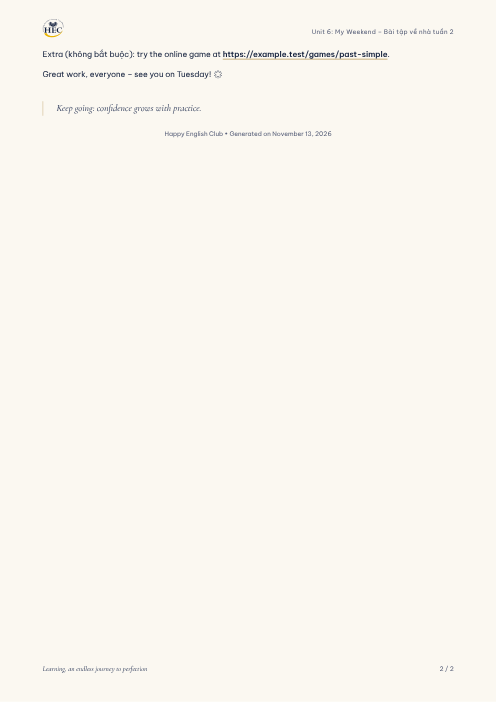 HEC
Unit 6: My Weekend – Bài tập về nhà tuần 2
Extra (không bắt buộc): try the online game at https://example.test/games/past-simple.
Great work, everyone – see you on Tuesday!
Keep going: confidence grows with practice.
Happy English Club • Generated on November 13, 2026
Learning, an endless journey to perfection
2 / 2